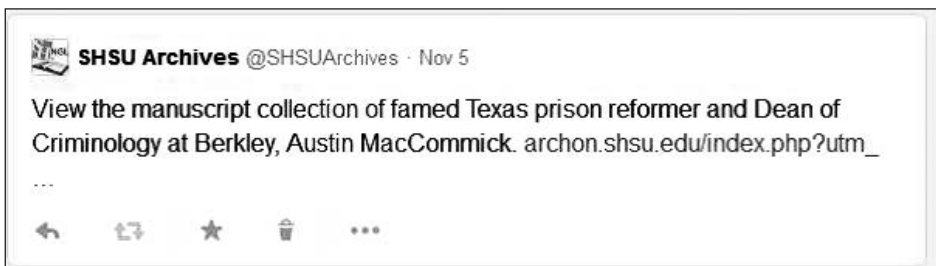 SHSU Archives @SHSUArchives · Nov 5
View the manuscript collection of famed Texas prison reformer and Dean of
Criminology at Berkley, Austin MacCommick. archon.shsu.edu/index.php?utm_
...